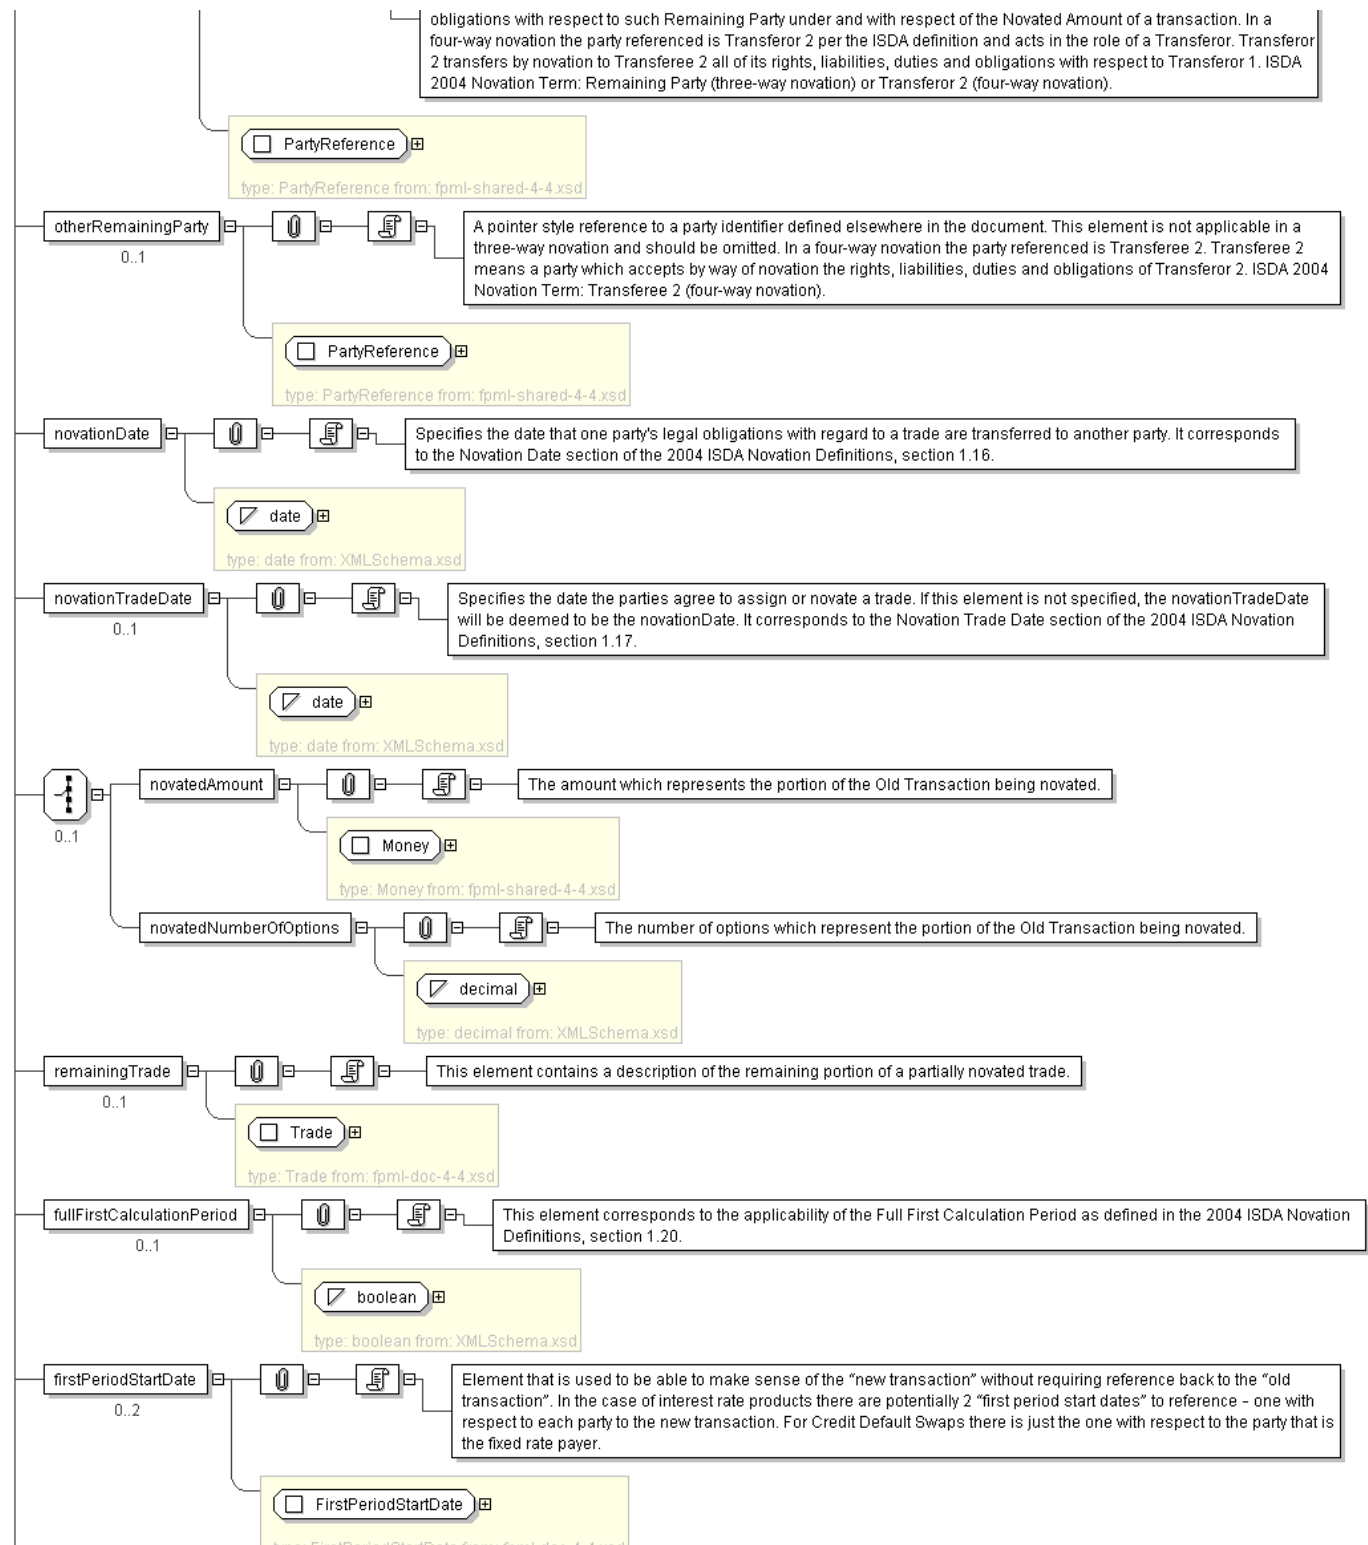 obligations with respect to such Remaining Party under and with respect of the Novated Amount of a transaction. In a
four-way novation the party referenced is Transferor 2 per the ISDA definition and acts in the role of a Transferor. Transferor
2 transfers by novation to Transferee 2 all of its rights, liabilities, duties and obligations with respect to Transferor 1. ISDA
2004 Novation Term: Remaining Party (three-way novation) or Transferor 2 (four-way novation).
PartyReference
type: PartyReference from: fpml-shared-4-4.xsd
otherRemainingParty
0..1
A pointer style reference to a party identifier defined elsewhere in the document. This element is not applicable in a
three-way novation and should be omitted. In a four-way novation the party referenced is Transferee 2. Transferee 2
means a party which accepts by way of novation the rights, liabilities, duties and obligations of Transferor 2. ISDA 2004
Novation Term: Transferee 2 (four-way novation).
PartyReference
type: PartyReference from: fpml-shared-4-4.xsd
novationDate
Specifies the date that one party's legal obligations with regard to a trade are transferred to another party. It corresponds
to the Novation Date section of the 2004 ISDA Novation Definitions, section 1.16.
date
type: date from: XMLSchema.xsd
novationTradeDate
0..1
Specifies the date the parties agree to assign or novate a trade. If this element is not specified, the novationTradeDate
will be deemed to be the novationDate. It corresponds to the Novation Trade Date section of the 2004 ISDA Novation
Definitions, section 1.17.
date
type: date from: XMLSchema.xsd
0..1
novatedAmount
The amount which represents the portion of the Old Transaction being novated.
Money
type: Money from: fpml-shared-4-4.xsd
novatedNumberOfOptions
The number of options which represent the portion of the Old Transaction being novated.
decimal
type: decimal from: XMLSchema.xsd
remainingTrade
0..1
This element contains a description of the remaining portion of a partially novated trade.
Trade
type: Trade from: fpml-doc-4-4.xsd
fullFirstCalculationPeriod
0..1
This element corresponds to the applicability of the Full First Calculation Period as defined in the 2004 ISDA Novation
Definitions, section 1.20.
boolean
type: boolean from: XMLSchema.xsd
firstPeriodStartDate
0..2
Element that is used to be able to make sense of the “new transaction” without requiring reference back to the “old
transaction”. In the case of interest rate products there are potentially 2 “first period start dates” to reference – one with
respect to each party to the new transaction. For Credit Default Swaps there is just the one with respect to the party that is
the fixed rate payer.
FirstPeriodStartDate
type: FirstPeriodStartDate from: fpml-doc-4-4.xsd